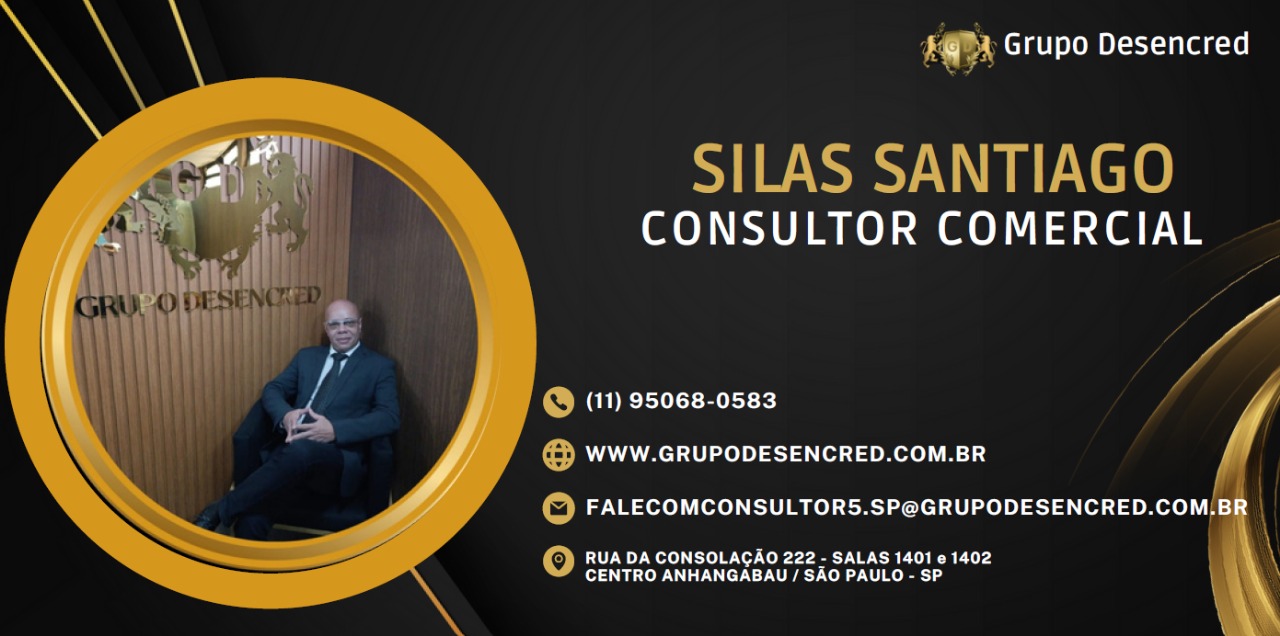 Grupo Desencred
SILAS SANTIAGO
CONSULTOR COMERCIAL
GD
GRUPO DESENCRED
(11) 95068-0583
WWW.GRUPODESENCRED.COM.BR
FALECOMCONSULTOR5.SP@GRUPODESENCRED.COM.BR
RUA DA CONSOLAÇÃO 222 - SALAS 1401 e 1402
CENTRO ANHANGABAU / SÃO PAULO - SP